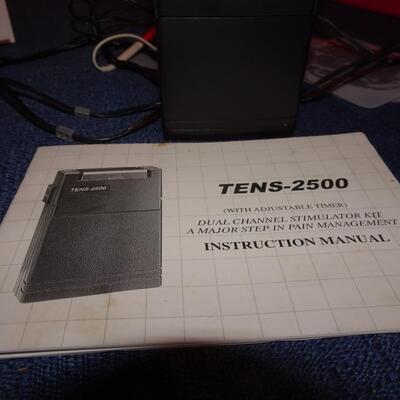 TENS-2500
TENS-2500
(WITH ADJUSTABLE TIMER)
DUAL CHANNEL STIMULATOR KIT
A MAJOR STEP IN PAIN MANAGEMENT
INSTRUCTION MANUAL